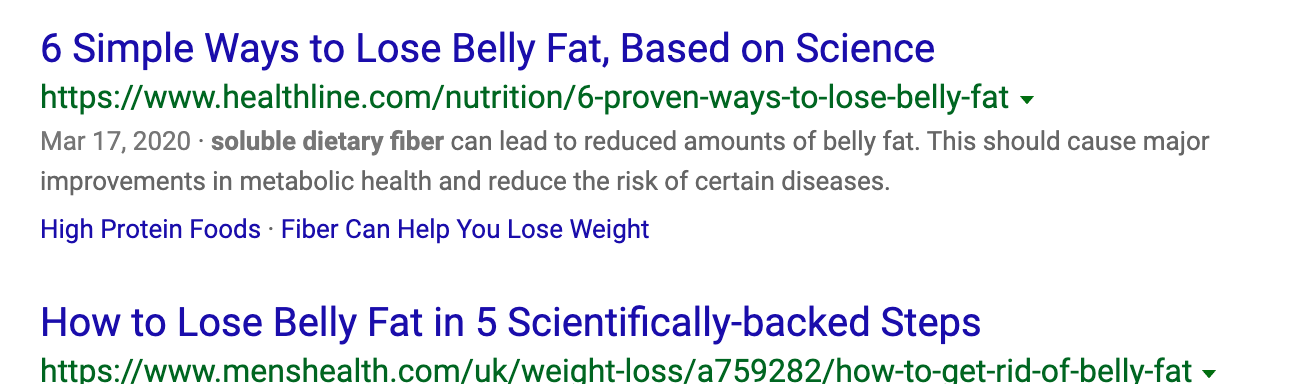 6 Simple Ways to Lose Belly Fat, Based on Science
https://www.healthline.com/nutrition/6-proven-ways-to-lose-belly-fat
Mar 17, 2020 · soluble dietary fiber can lead to reduced amounts of belly fat. This should cause major
improvements in metabolic health and reduce the risk of certain diseases.
High Protein Foods · Fiber Can Help You Lose Weight
How to Lose Belly Fat in 5 Scientifically-backed Steps
https://www.menshealth.com/uk/weight-loss/a759282/how-to-get-rid-of-belly-fat